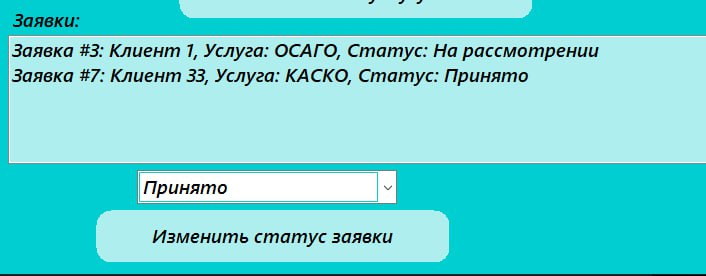 Заявки:
Заявка #3: Клиент 1, Услуга: ОСАГО, Статус: На рассмотрении
Заявка #7: Клиент 33, Услуга: КАСКО, Статус: Принято
Принято
Изменить статус заявки